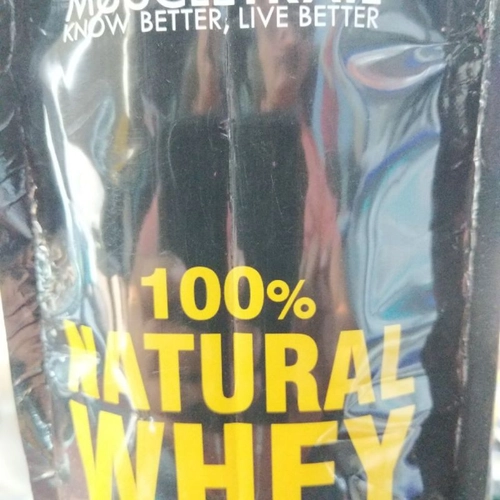 KNOW BETTER, LIVE BETTER
100%
NATURAL
WHEY